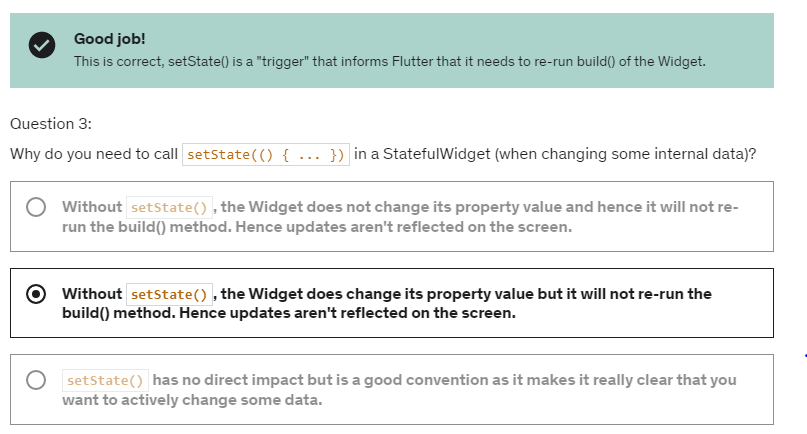 Good job!
This is correct, setState() is a "trigger" that informs Flutter that it needs to re-run build() of the Widget.
Question 3:
Why do you need to call setState(() { ... }) in a StatefulWidget (when changing some internal data)?
Without setState() , the Widget does not change its property value and hence it will not re-
run the build() method. Hence updates aren't reflected on the screen.
Without setState() , the Widget does change its property value but it will not re-run the
build() method. Hence updates aren't reflected on the screen.
setState() has no direct impact but is a good convention as it makes it really clear that you
want to actively change some data.